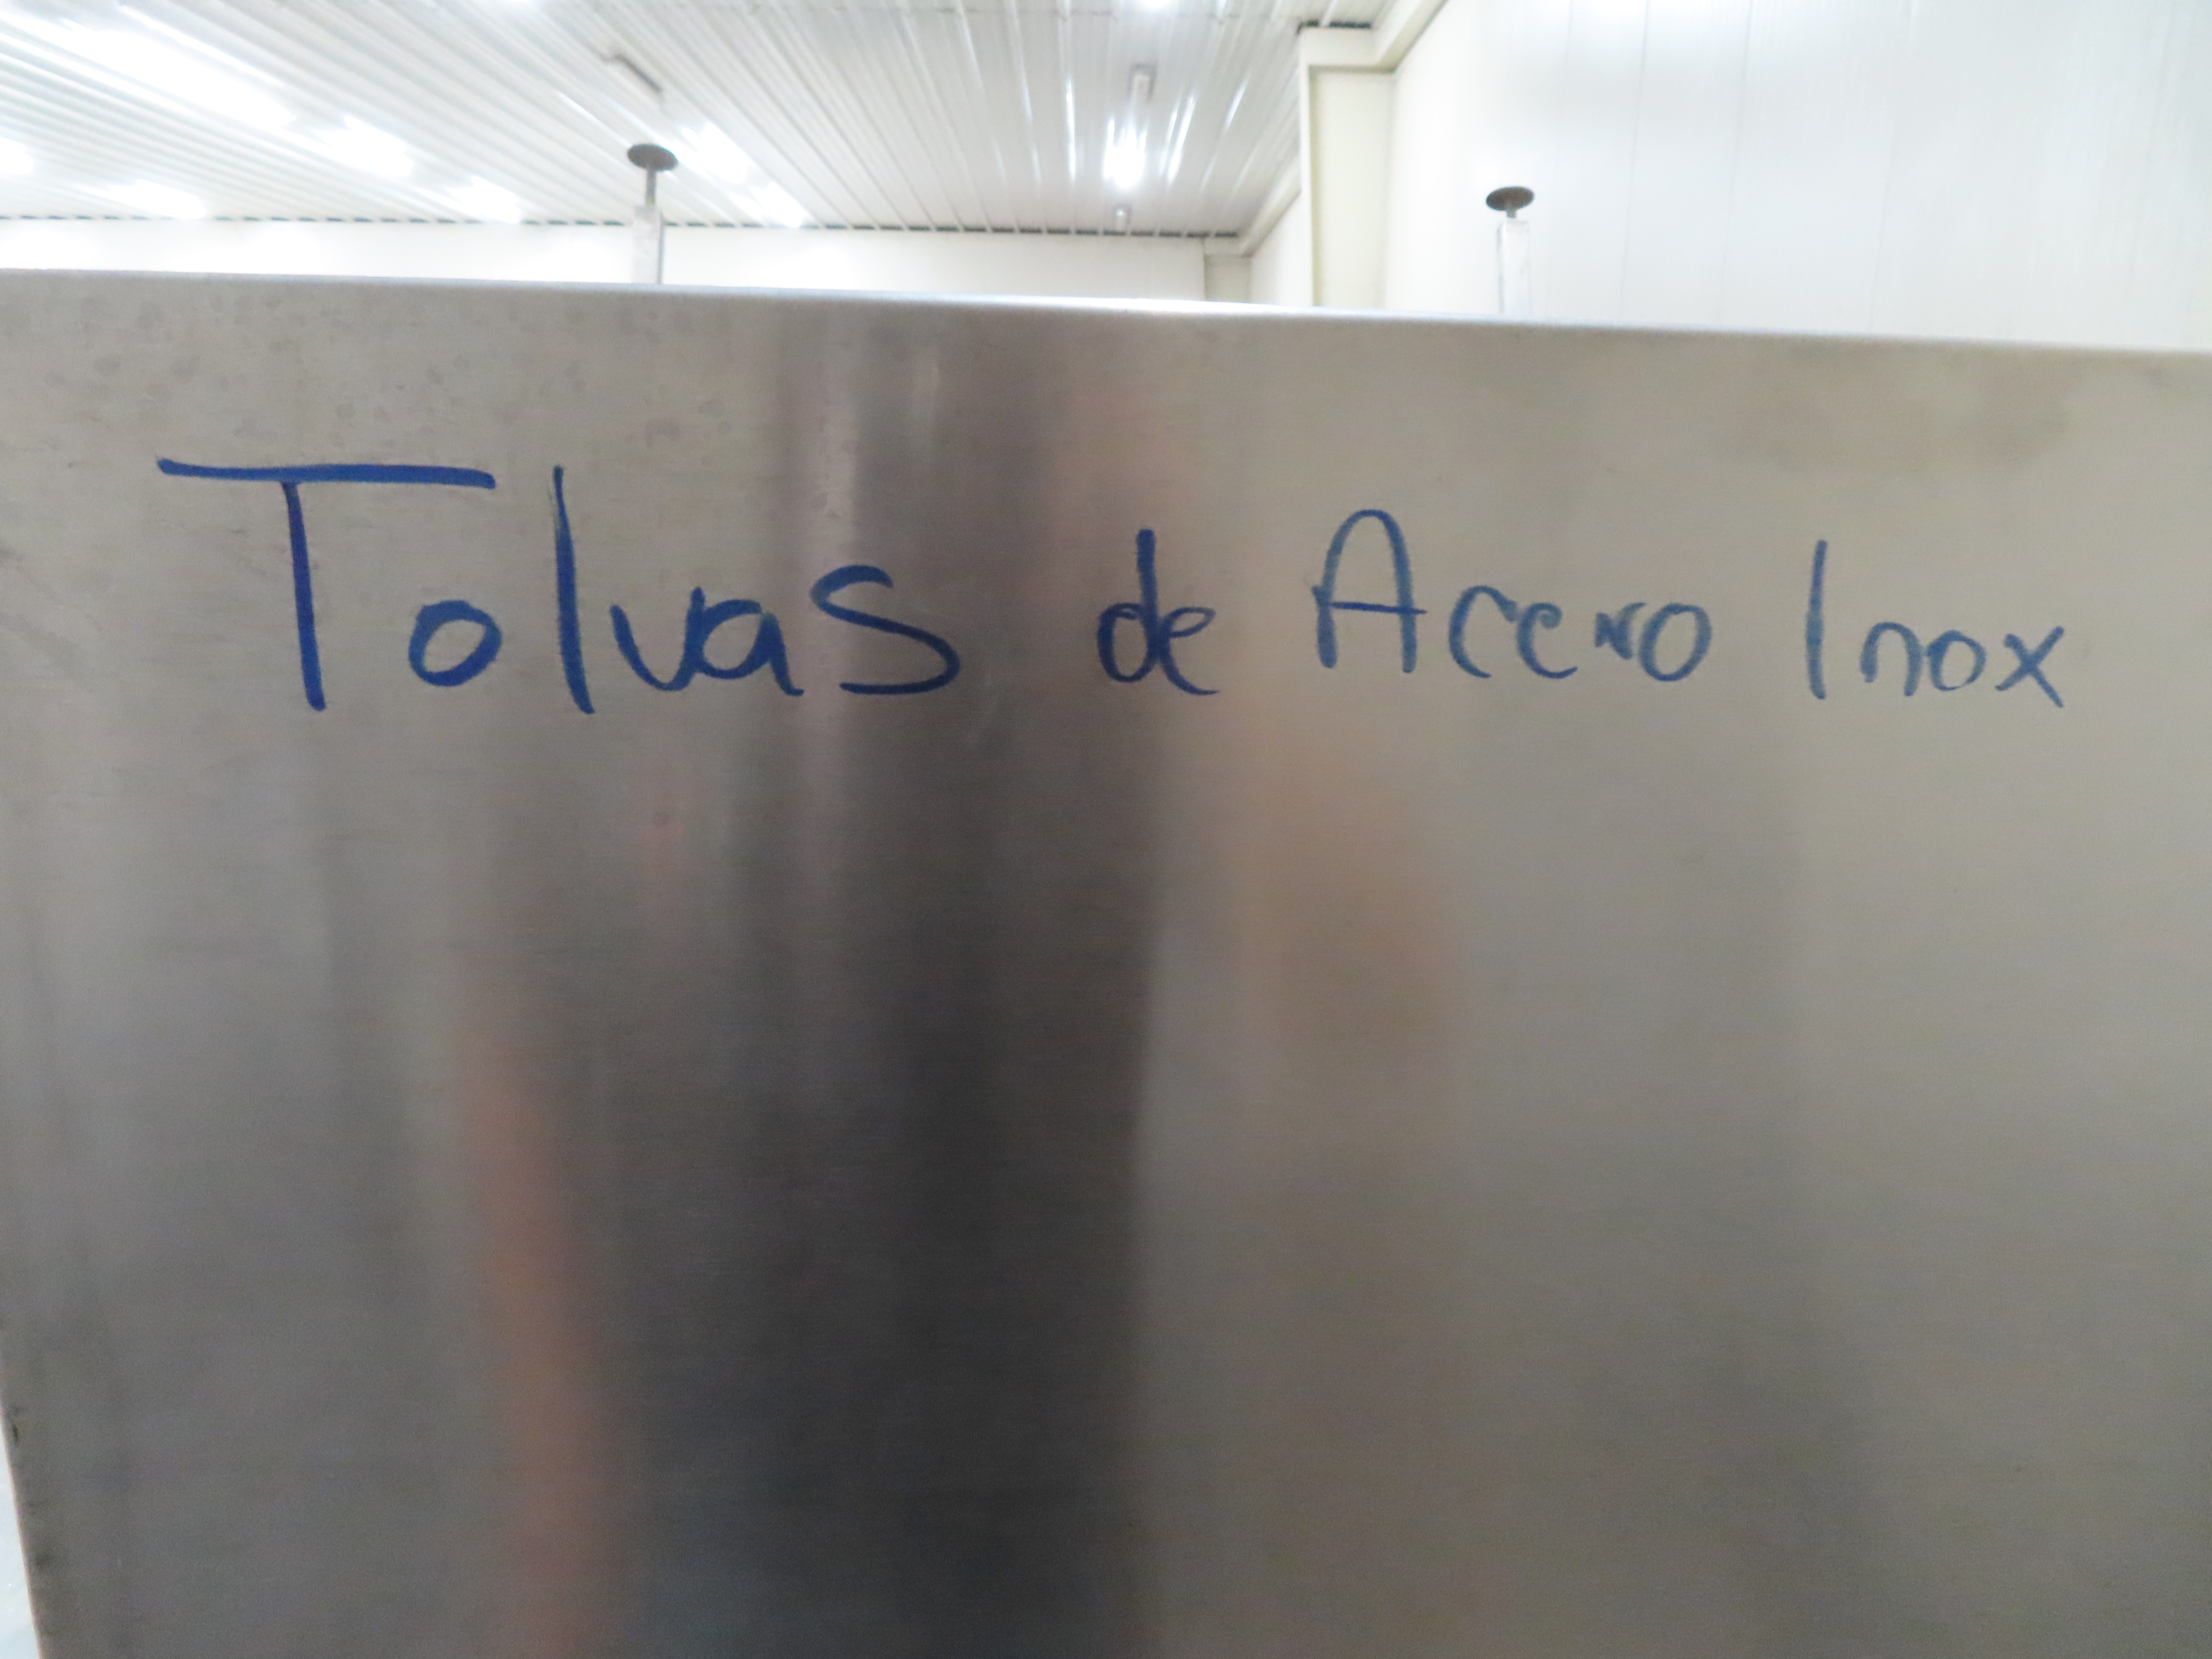 Tolvas de Acero Inox